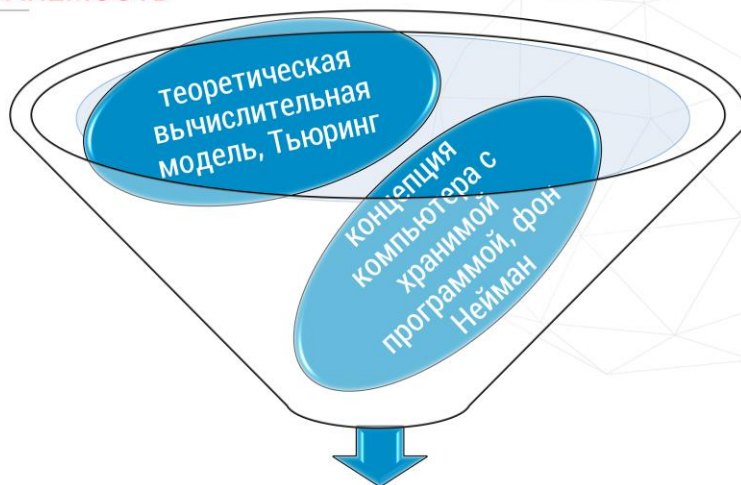 теоретическая
вычислительная
модель, Тьюринг
концепция
компьютера с
хранимой
программой, фон
Нейман